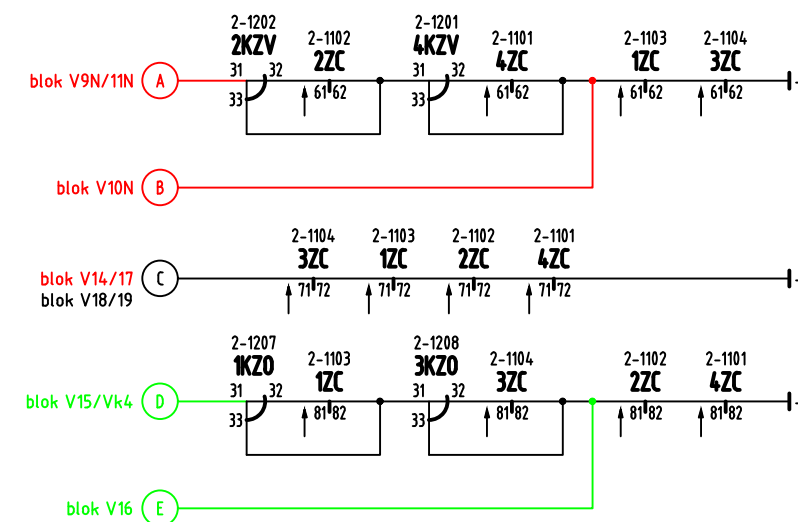 2-1202 2-1201
2KZV 2-1102 4KZV 2-1101 2-1103 2-1104
2ZC 4ZC 1ZC 3ZC
31 32 31 32
blok V9N/11N A
33 61 62 33 61 62 61 62 61 62
blok V10N B
2-1104 2-1103 2-1102 2-1101
3ZC 1ZC 2ZC 4ZC
blok V14/17 C
blok V18/19
71 72 71 72 71 72 71 72
2-1207 2-1208
1KZO 2-1103 3KZO 2-1104 2-1102 2-1101
1ZC 3ZC 2ZC 4ZC
31 32 31 32
blok V15/Vk4 D
33 81 82 33 81 82 81 82 81 82
blok V16 E